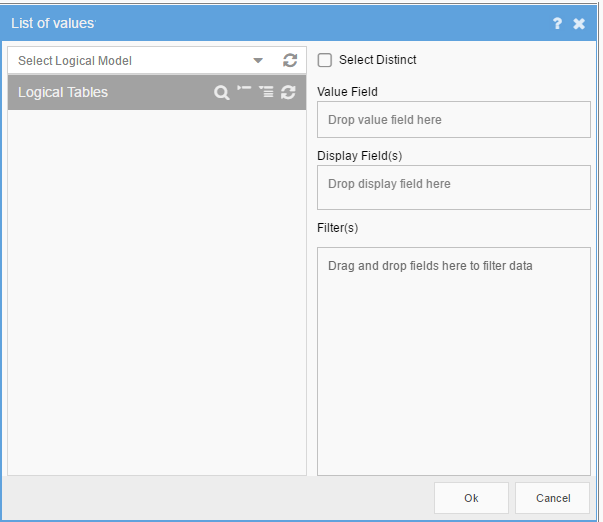 List of values
Select Logical Model
Logical Tables
Select Distinct
Value Field
Drop value field here
Display Field(s)
Drop display field here
Filter(s)
Drag and drop fields here to filter data
Ok
Cancel